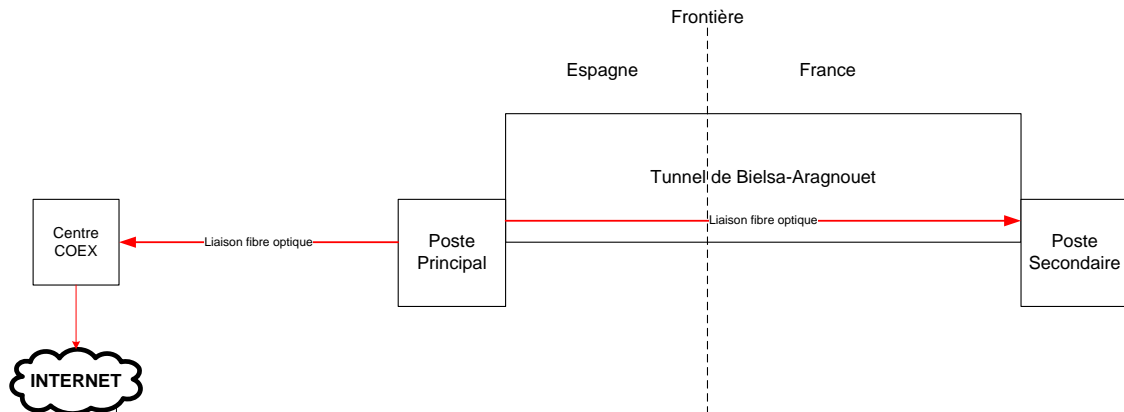 Frontière
Espagne
France
Tunnel de Bielsa-Aragnouet
Liaison fibre optique
Centre
COEX
Liaison fibre optique
Poste
Principal
Poste
Secondaire
INTERNET